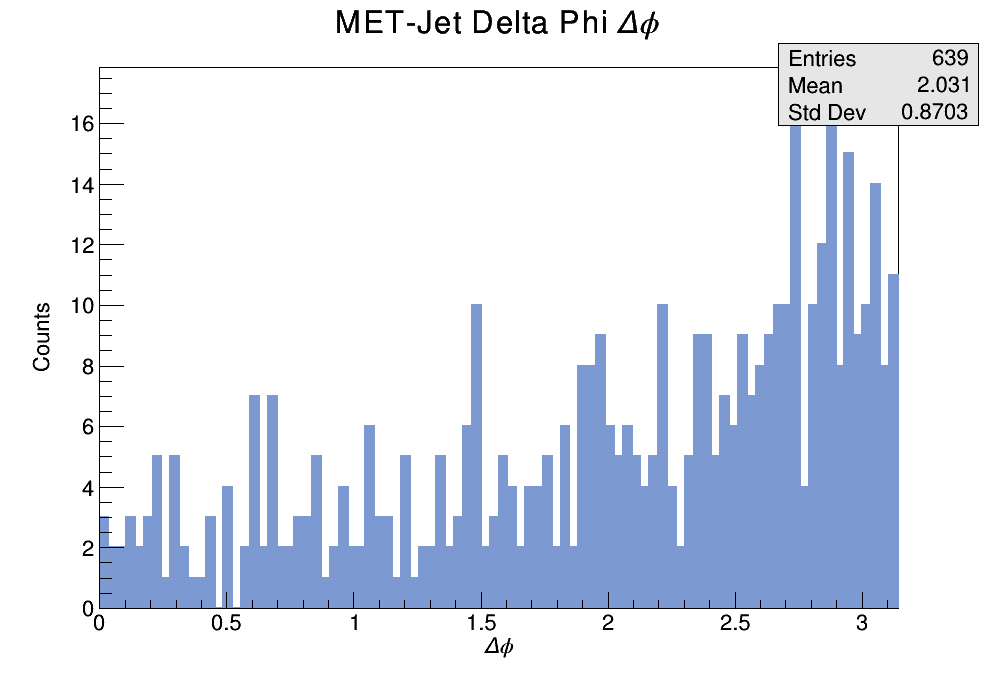 MET-Jet Delta Phi Δϕ
Entries 639
Mean 2.031
Std Dev 0.8703
16
14
12
10
8
6
4
2
0
Counts
0 0.5 1 1.5 2 2.5 3
Δϕ